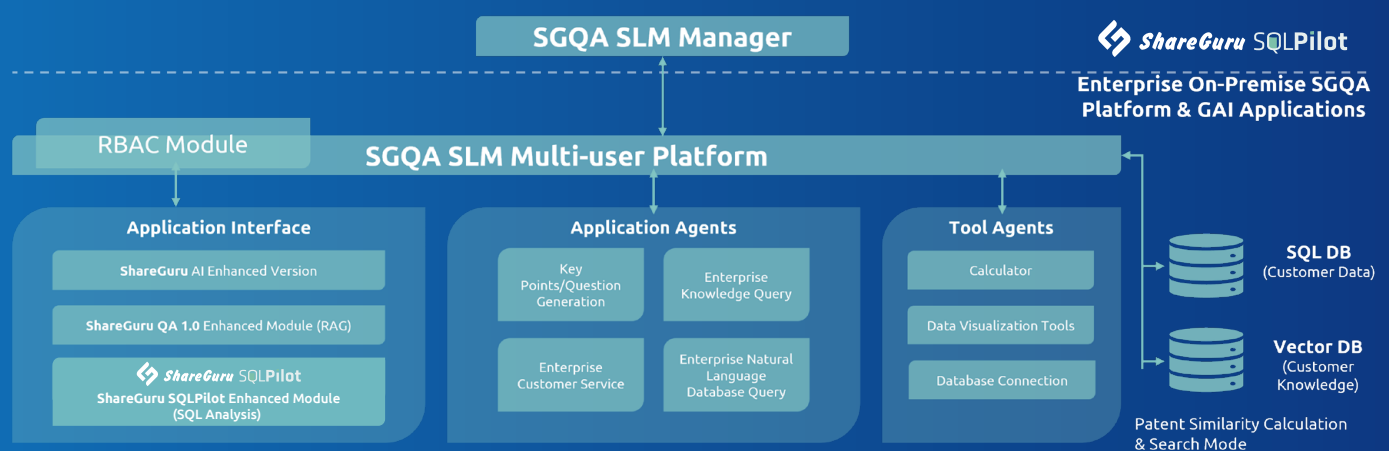 SGQA SLM Manager
ShareGuru SQLPilot
Enterprise On-Premise SGQA
Platform & GAI Applications
RBAC Module
SGQA SLM Multi-user Platform
Application Interface
ShareGuru AI Enhanced Version
ShareGuru QA 1.0 Enhanced Module (RAG)
ShareGuru SQLPilot
ShareGuru SQLPilot Enhanced Module
(SQL Analysis)
Application Agents
Key
Points/Question
Generation
Enterprise
Knowledge Query
Enterprise
Customer Service
Enterprise Natural
Language
Database Query
Tool Agents
Calculator
Data Visualization Tools
Database Connection
SQL DB
(Customer Data)
Vector DB
(Customer
Knowledge)
Patent Similarity Calculation
& Search Mode